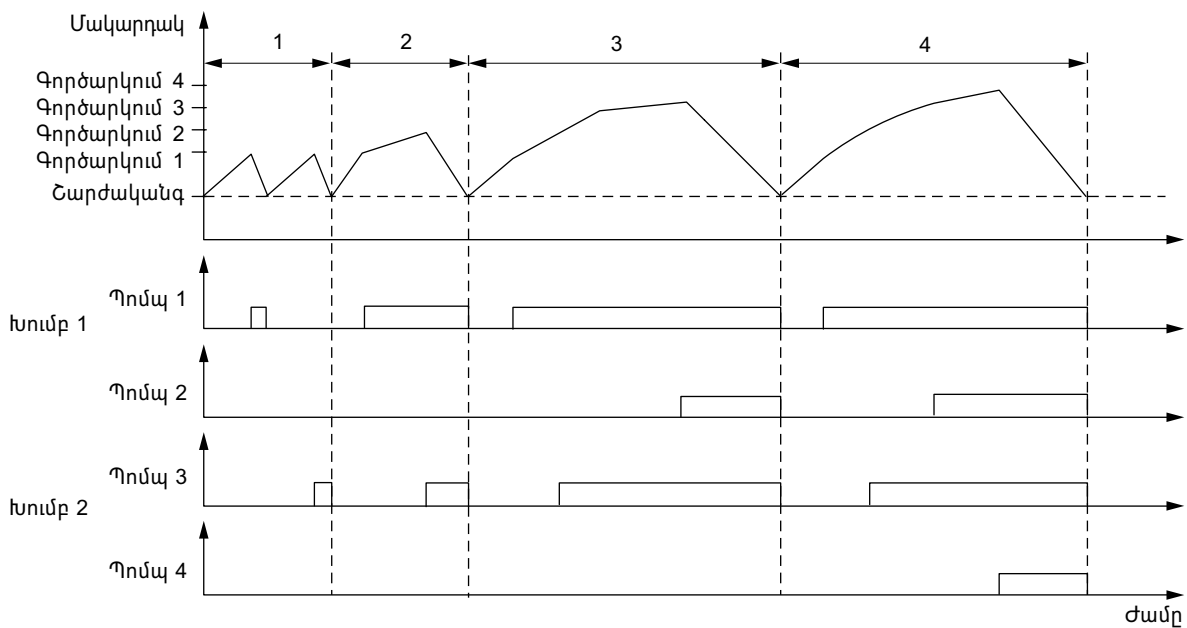 Մակարդակ
1
2
3
4
Գործարկում 4
Գործարկում 3
Գործարկում 2
Գործարկում 1
Շարժականգ
Պոմպ 1
Խումբ 1
Պոմպ 2
Պոմպ 3
Խումբ 2
Պոմպ 4
Ժամը